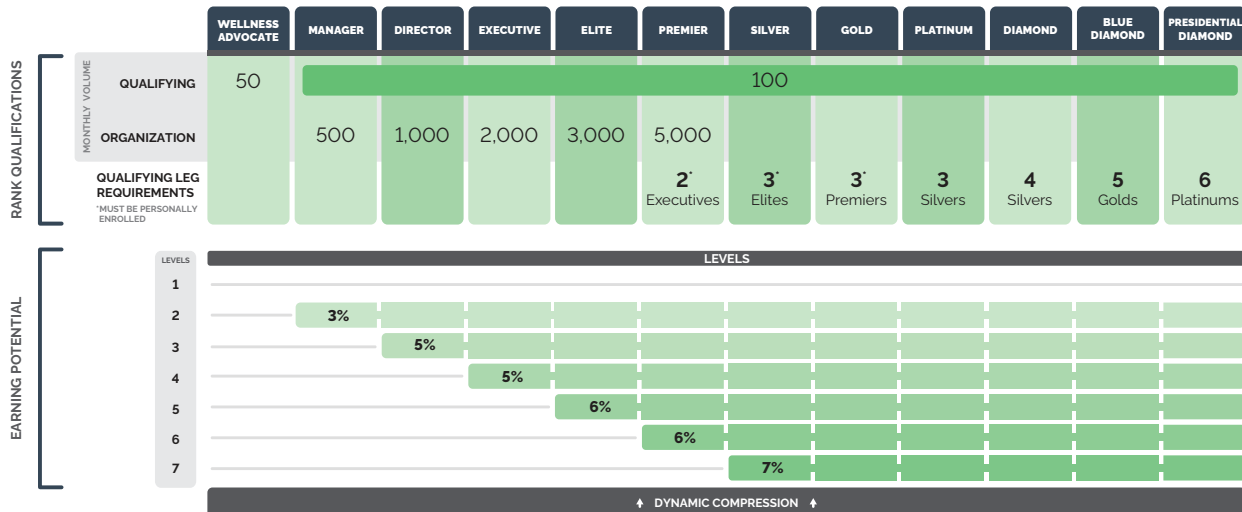 WELLNESS ADVOCATE
MANAGER
DIRECTOR
EXECUTIVE
ELITE
PREMIER
SILVER
GOLD
PLATINUM
DIAMOND
BLUE DIAMOND
PRESIDENTIAL DIAMOND
RANK QUALIFICATIONS
MONTHLY VOLUME
QUALIFYING
50
100
ORGANIZATION
500
1,000
2,000
3,000
5,000
QUALIFYING LEG
REQUIREMENTS
*MUST BE PERSONALLY
ENROLLED
2*
Executives
3*
Elites
3*
Premiers
3
Silvers
4
Silvers
5
Golds
6
Platinums
EARNING POTENTIAL
LEVELS
LEVELS
1
2
3%
3
5%
4
5%
5
6%
6
6%
7
7%
DYNAMIC COMPRESSION